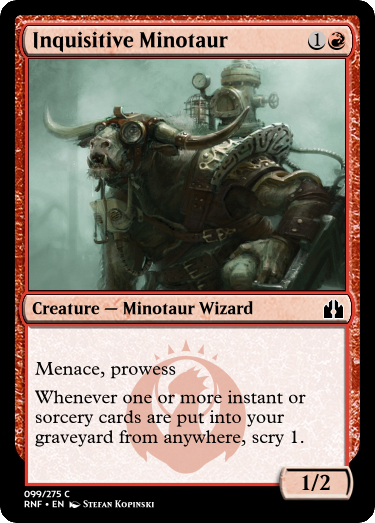 Inquisitive Minotaur 1
Creature — Minotaur Wizard
Menace, prowess
Whenever one or more instant or
sorcery cards are put into your
graveyard from anywhere, scry 1.
1/2
099/275 C
RNF • EN Stefan Kopinski